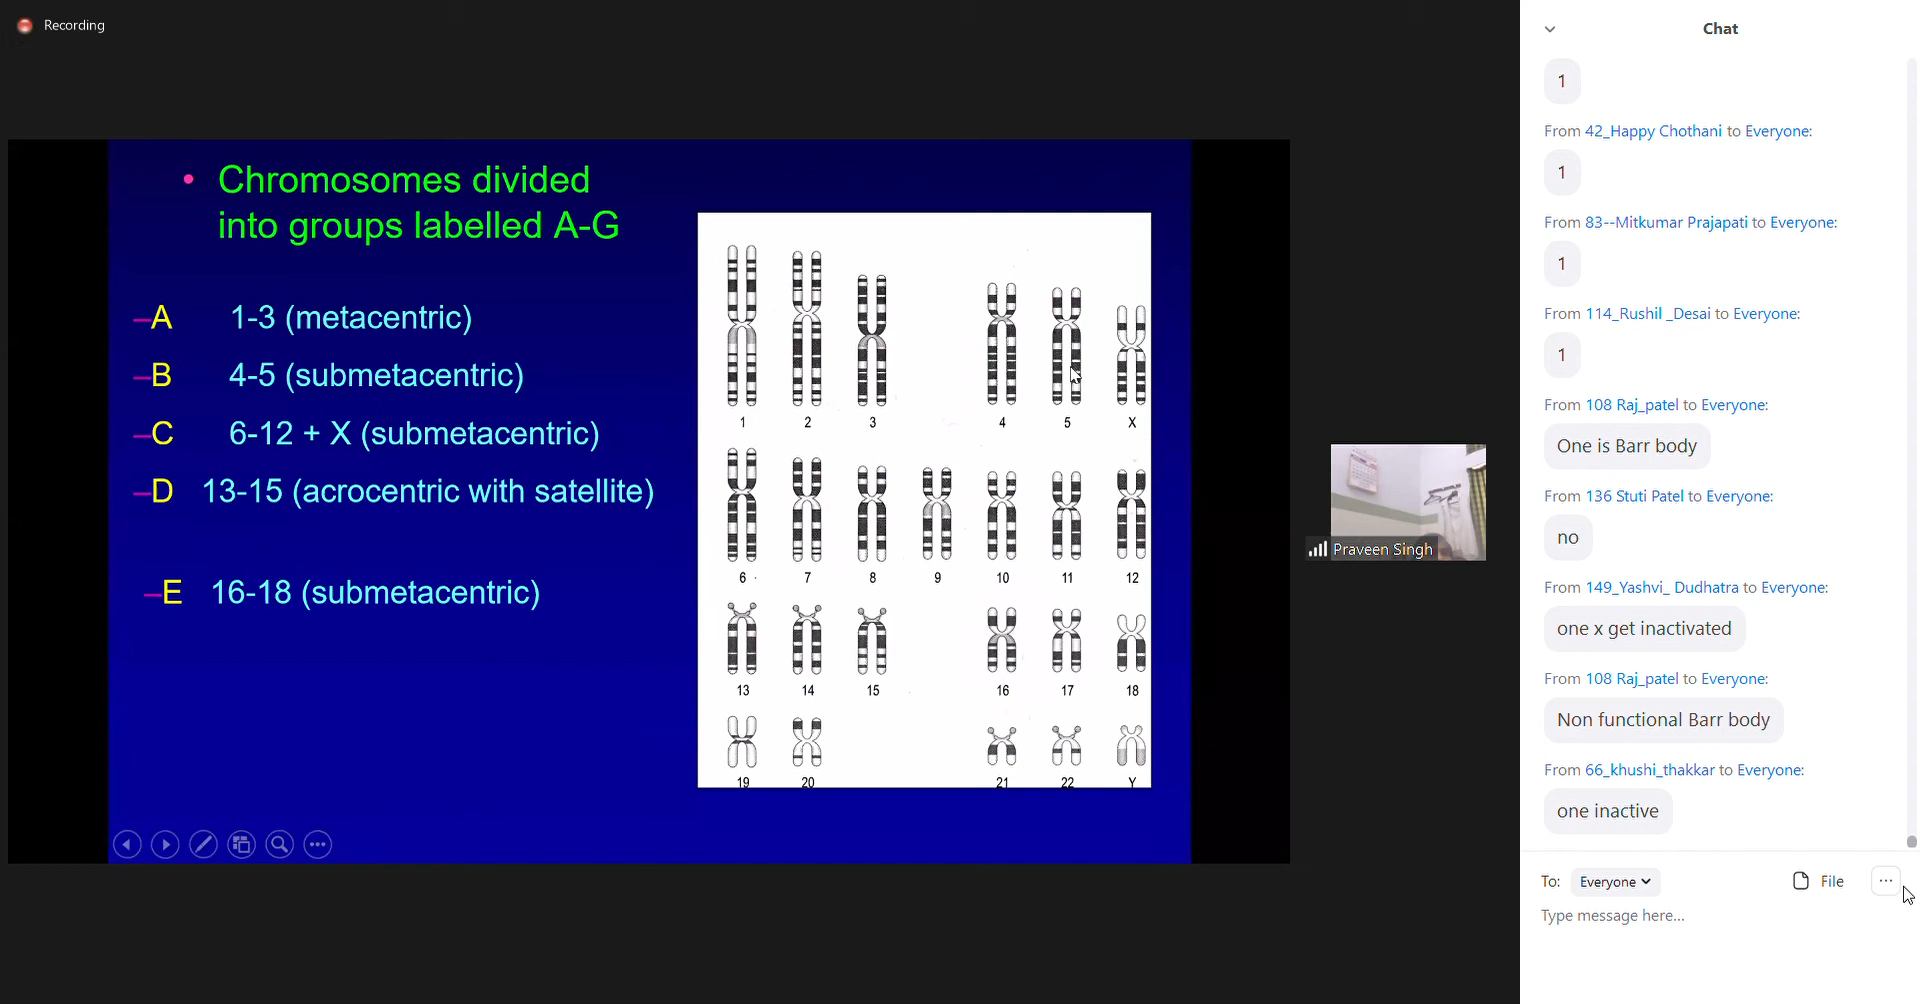 Recording
• Chromosomes divided
into groups labelled A-G
–A 1-3 (metacentric)
–B 4-5 (submetacentric)
–C 6-12 + X (submetacentric)
–D 13-15 (acrocentric with satellite)
–E 16-18 (submetacentric)
1 2 3 4 5 X
6 7 8 9 10 11 12
13 14 15 16 17 18
19 20 21 22 Y
Praveen Singh
Chat
1
From 42_Happy Chothani to Everyone:
1
From 83--Mitkumar Prajapati to Everyone:
1
From 114_Rushil _Desai to Everyone:
1
From 108 Raj_patel to Everyone:
One is Barr body
From 136 Stuti Patel to Everyone:
no
From 149_Yashvi_ Dudhatra to Everyone:
one x get inactivated
From 108 Raj_patel to Everyone:
Non functional Barr body
From 66_khushi_thakkar to Everyone:
one inactive
To: Everyone File
Type message here...